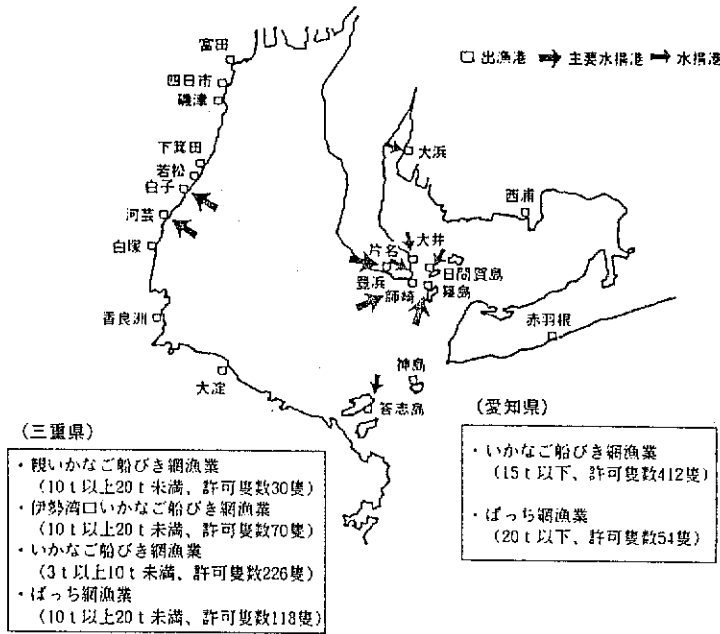 富田
□ 出漁港 主要水揚港 水揚港
四日市
磯津
下箕田
若松
白子
河芸
白塚
香良洲
大淀
大浜
西浦
大井
片名
日間賀島
豊浜
師崎
篠島
赤羽根
神島
答志島
(三重県)
・親いかなご船びき網漁業
(10t以上20t未満、許可隻数30隻)
・伊勢湾口いかなご船びき網漁業
(10t以上20t未満、許可隻数70隻)
・いかなご船びき網漁業
(3t以上10t未満、許可隻数226隻)
・ばっち網漁業
(10t以上20t未満、許可隻数118隻)
(愛知県)
・いかなご船びき網漁業
(15t以下、許可隻数412隻)
・ばっち網漁業
(20t以下、許可隻数54隻)